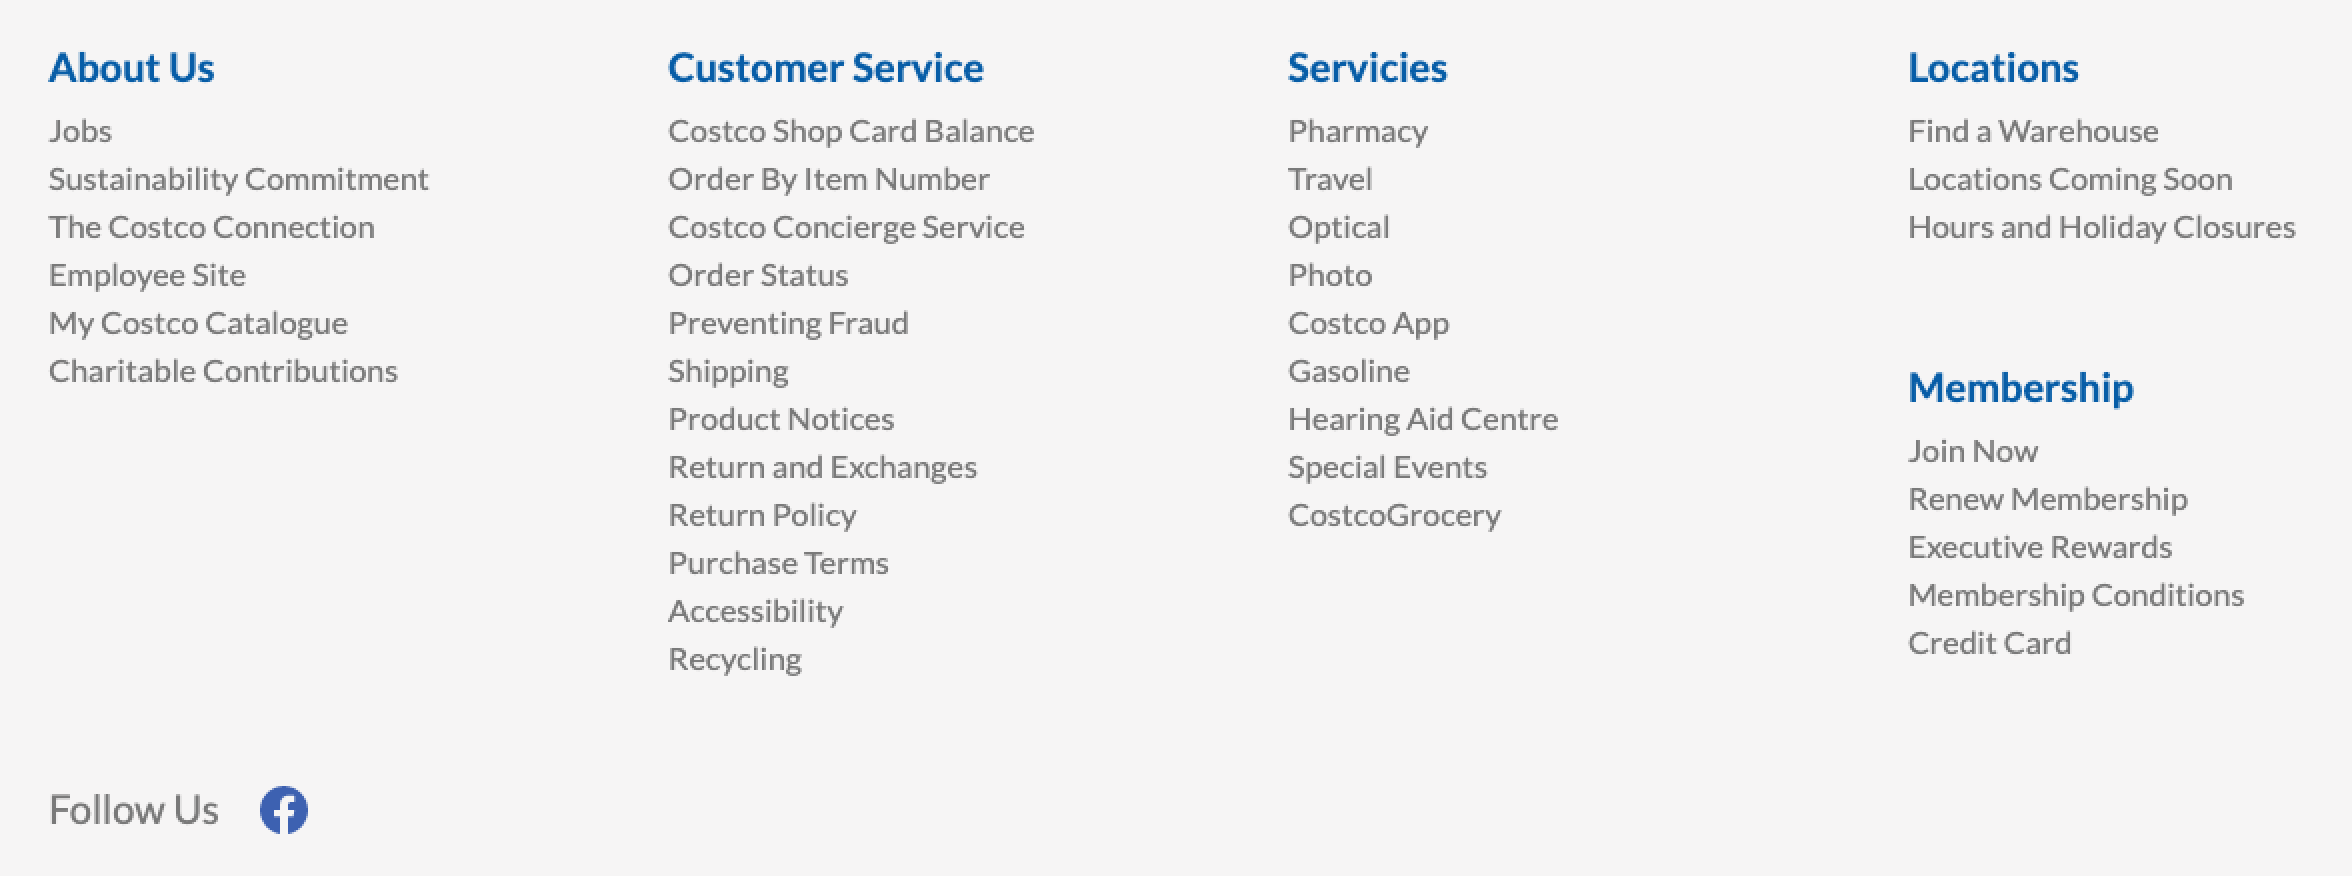 About Us
Jobs
Sustainability Commitment
The Costco Connection
Employee Site
My Costco Catalogue
Charitable Contributions
Customer Service
Costco Shop Card Balance
Order By Item Number
Costco Concierge Service
Order Status
Preventing Fraud
Shipping
Product Notices
Return and Exchanges
Return Policy
Purchase Terms
Accessibility
Recycling
Servicies
Pharmacy
Travel
Optical
Photo
Costco App
Gasoline
Hearing Aid Centre
Special Events
CostcoGrocery
Locations
Find a Warehouse
Locations Coming Soon
Hours and Holiday Closures
Membership
Join Now
Renew Membership
Executive Rewards
Membership Conditions
Credit Card
Follow Us